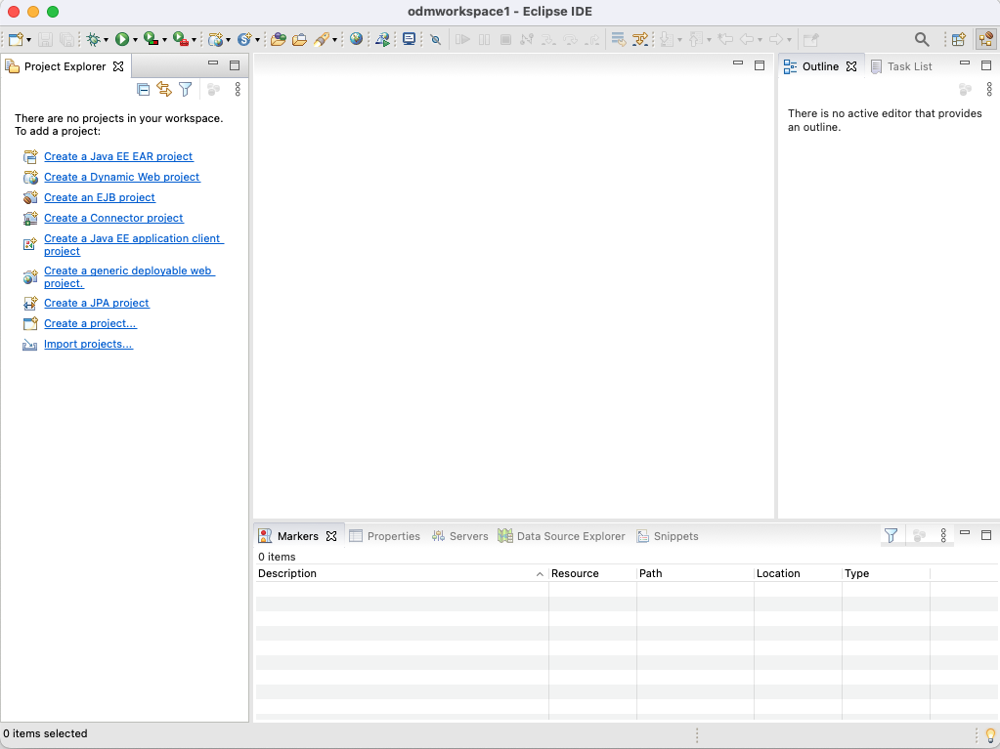 odmworkspace1 - Eclipse IDE
Project Explorer
Outline
Task List
There are no projects in your workspace.
To add a project:
Create a Java EE EAR project
Create a Dynamic Web project
Create an EJB project
Create a Connector project
Create a Java EE application client
project
Create a generic deployable web
project.
Create a JPA project
Create a project...
Import projects...
There is no active editor that provides
an outline.
Markers
Properties
Servers
Data Source Explorer
Snippets
0 items
Description
Resource
Path
Location
Type
0 items selected